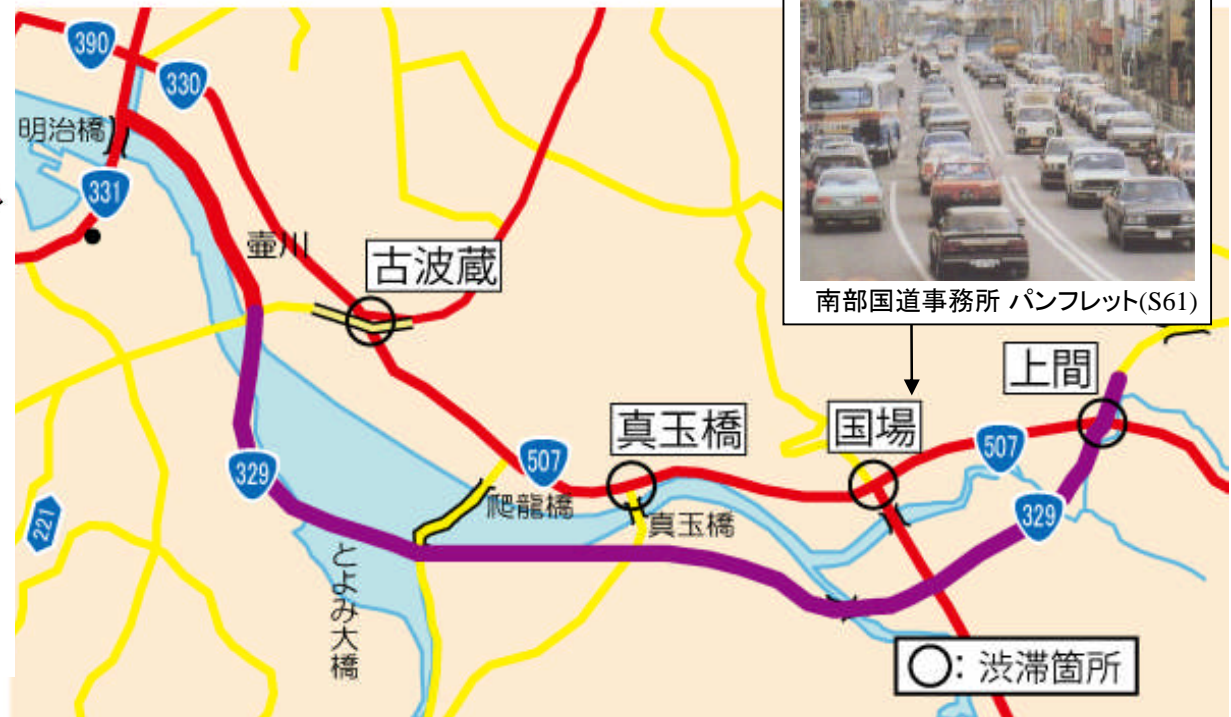 390
330
明治橋
331
壷川
古波蔵
南部国道事務所 パンフレット(S61)
上間
真玉橋
国場
507
507
329
爬龍橋
真玉橋
329
221
とよみ大橋
○: 渋滞箇所